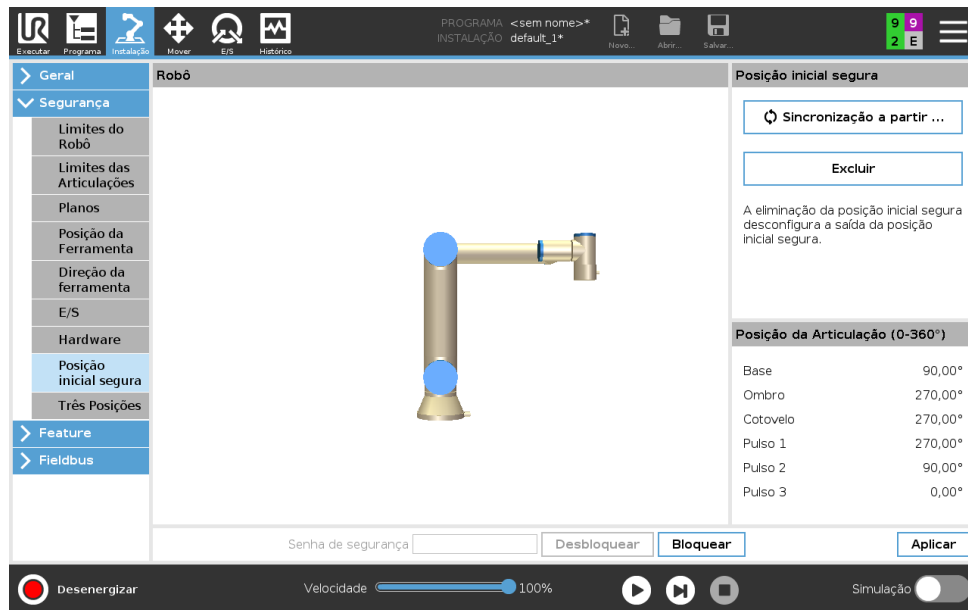 PROGRAMA <sem nome>*
INSTALAÇÃO default_1*
9 9
2 E
Executar Programa Instalação Mover E/S Histórico Novo... Abrir... Salvar...
Geral
Segurança
Limites do
Robô
Limites das
Articulações
Planos
Posição da
Ferramenta
Direção da
ferramenta
E/S
Hardware
Posição
inicial segura
Três Posições
Feature
Fieldbus
Robô
Posição inicial segura
Sincronização a partir ...
Excluir
A eliminação da posição inicial segura
desconfigura a saída da posição
inicial segura.
Posição da Articulação (0-360°)
Base 90,00°
Ombro 270,00°
Cotovelo 270,00°
Pulso 1 270,00°
Pulso 2 90,00°
Pulso 3 0,00°
Senha de segurança Desbloquear Bloquear Aplicar
Desenergizar Velocidade 100% Simulação